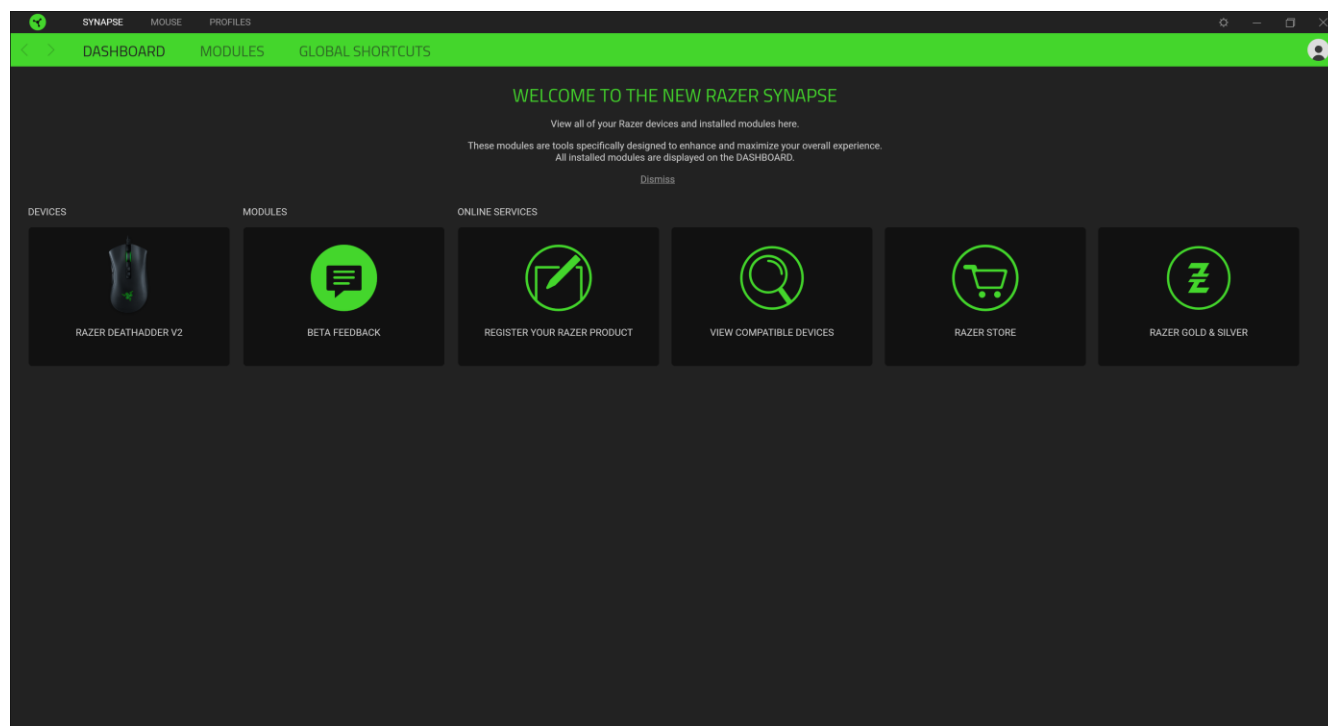 SYNAPSE MOUSE PROFILES
DASHBOARD MODULES GLOBAL SHORTCUTS
WELCOME TO THE NEW RAZER SYNAPSE
View all of your Razer devices and installed modules here.
These modules are tools specifically designed to enhance and maximize your overall experience.
All installed modules are displayed on the DASHBOARD.
Dismiss
DEVICES MODULES ONLINE SERVICES
RAZER DEATHADDER V2 BETA FEEDBACK REGISTER YOUR RAZER PRODUCT VIEW COMPATIBLE DEVICES RAZER STORE RAZER GOLD & SILVER